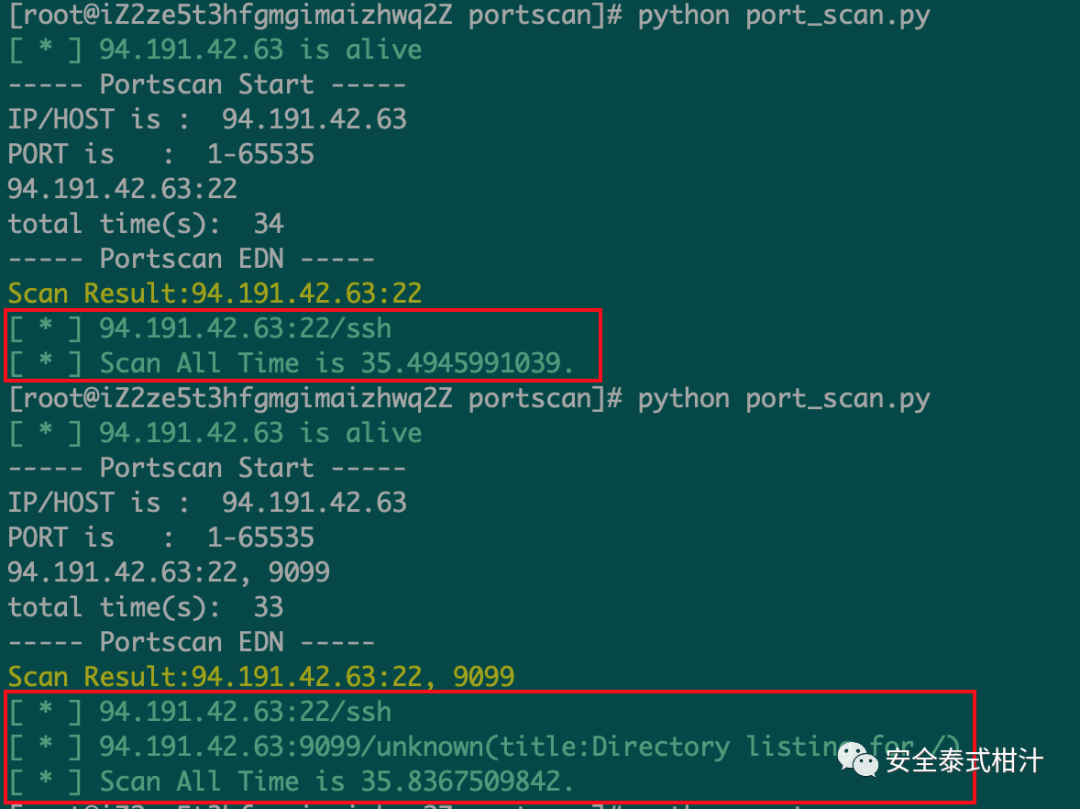 [root@iZ2ze5t3hfgmgimaizhwq2Z portscan]# python port_scan.py
[ * ] 94.191.42.63 is alive
----- Portscan Start -----
IP/HOST is :  94.191.42.63
PORT is   :  1-65535
94.191.42.63:22
total time(s):  34
----- Portscan EDN -----
Scan Result:94.191.42.63:22
[ * ] 94.191.42.63:22/ssh
[ * ] Scan All Time is 35.4945991039.
[root@iZ2ze5t3hfgmgimaizhwq2Z portscan]# python port_scan.py
[ * ] 94.191.42.63 is alive
----- Portscan Start -----
IP/HOST is :  94.191.42.63
PORT is   :  1-65535
94.191.42.63:22, 9099
total time(s):  33
----- Portscan EDN -----
Scan Result:94.191.42.63:22, 9099
[ * ] 94.191.42.63:22/ssh
[ * ] 94.191.42.63:9099/unknown(title:Directory listing for /)
安全泰式柑汁
[ * ] Scan All Time is 35.8367509842.